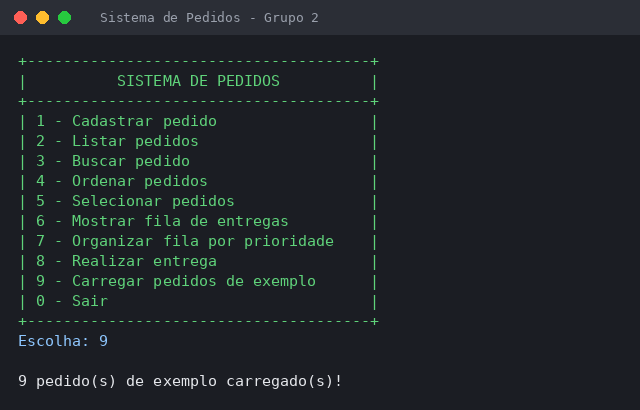 Sistema de Pedidos - Grupo 2
+--------------------------------------+
|          SISTEMA DE PEDIDOS          |
+--------------------------------------+
| 1 - Cadastrar pedido                 |
| 2 - Listar pedidos                   |
| 3 - Buscar pedido                    |
| 4 - Ordenar pedidos                  |
| 5 - Selecionar pedidos               |
| 6 - Mostrar fila de entregas         |
| 7 - Organizar fila por prioridade    |
| 8 - Realizar entrega                 |
| 9 - Carregar pedidos de exemplo      |
| 0 - Sair                             |
+--------------------------------------+
Escolha: 9
9 pedido(s) de exemplo carregado(s)!